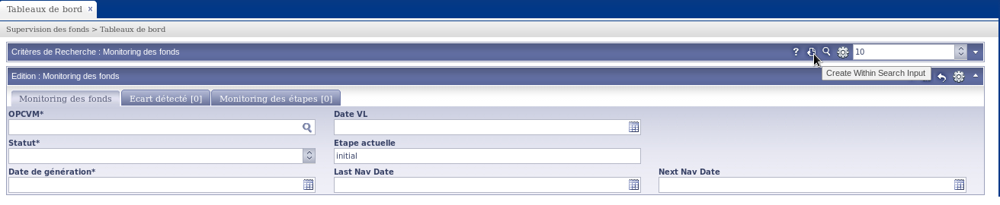 Tableaux de bord x
Supervision des fonds > Tableaux de bord
Critères de Recherche : Monitoring des fonds ? 10
Create Within Search Input
Edition : Monitoring des fonds
Monitoring des fonds Ecart détecté [0] Monitoring des étapes [0]
OPCVM* Date VL
Statut* Etape actuelle
initial
Date de génération* Last Nav Date Next Nav Date